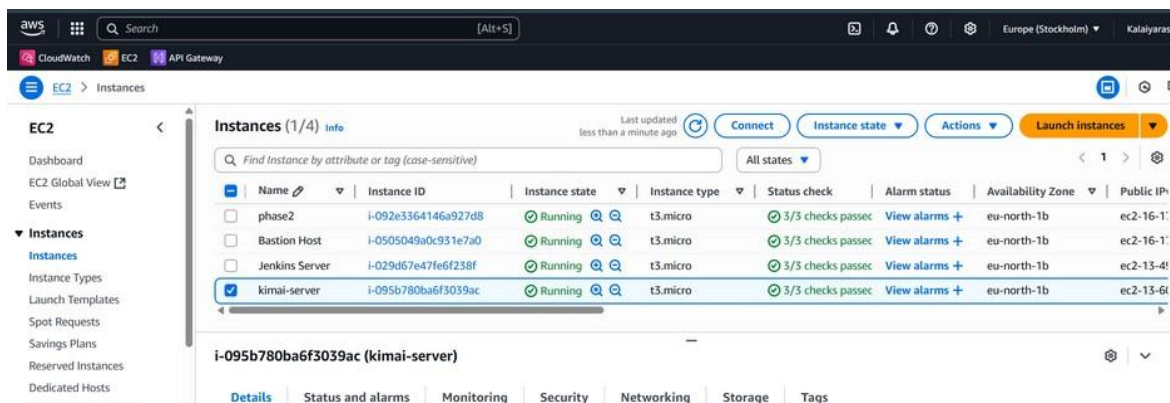 aws Search [Alt+S] Europe (Stockholm) ▼
CloudWatch EC2 API Gateway
EC2 > Instances
EC2
Dashboard
EC2 Global View
Events
▼ Instances
Instances
Instance Types
Launch Templates
Spot Requests
Savings Plans
Reserved Instances
Dedicated Hosts
Instances (1/4) Info
Last updated
less than a minute ago
Connect Instance state ▼ Actions ▼ Launch instances ▼
Find Instance by attribute or tag (case-sensitive) All states ▼ < 1 >
Name Instance ID Instance state Instance type Status check Alarm status Availability Zone Public
phase2 i-092e3364146a927d8 Running t3.micro 3/3 checks View alarms + eu-north-1b
Bastion Host i-0505049a0c931e7a0 Running t3.micro 3/3 checks View alarms + eu-north-1b
Jenkins Server i-029d67e47fe6f238f Running t3.micro 3/3 checks View alarms + eu-north-1b
kimai-server i-095b780ba6f3039ac Running t3.micro 3/3 checks View alarms + eu-north-1b
i-095b780ba6f3039ac (kimai-server)
Details Status and alarms Monitoring Security Networking Storage Tags